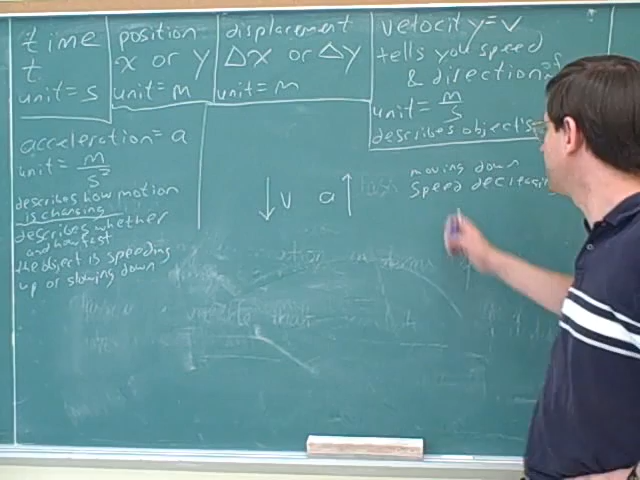 time
t
unit = s
position
x or y
unit = m
displacement
Δx or Δy
unit = m
velocity = v
tells you speed
& direction
unit = m/s
describes object's
acceleration = a
unit = m/s²
describes how motion
is changing
describes whether
and how fast
the object is speeding
up or slowing down
↓ v a ↑
moving down
speed decreasing